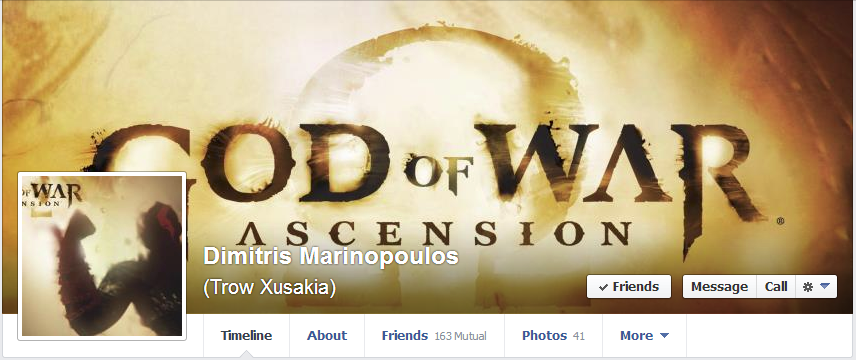 GOD OF WAR
ASCENSION
®
OF WAR
NSION
Dimitris Marinopoulos
(Trow Xusakia)
Friends
Message Call
Timeline About Friends 163 Mutual Photos 41 More